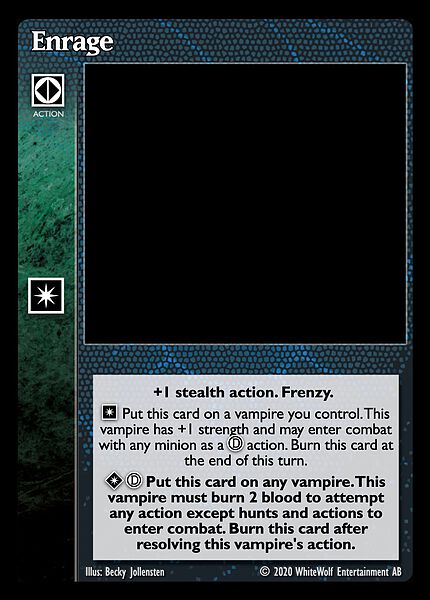 Enrage
ACTION
+1 stealth action. Frenzy.
Put this card on a vampire you control. This
vampire has +1 strength and may enter combat
with any minion as a Ⓓ action. Burn this card at
the end of this turn.
Ⓓ Put this card on any vampire. This
vampire must burn 2 blood to attempt
any action except hunts and actions to
enter combat. Burn this card after
resolving this vampire's action.
Illus: Becky Jollensten © 2020 WhiteWolf Entertainment AB